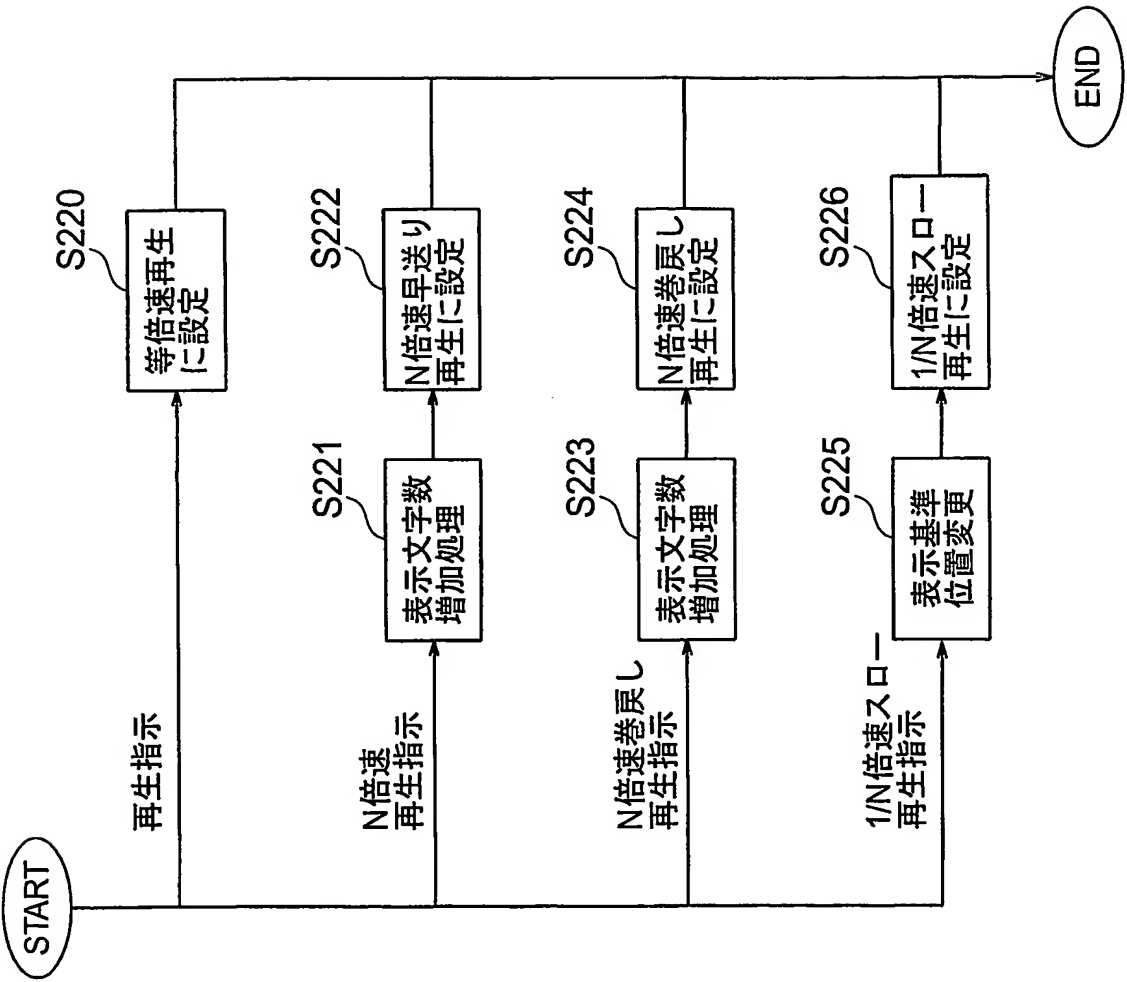 START
再生指示
S220
等倍速再生
に設定
N倍速
再生指示
S221
表示文字数
増加処理
S222
N倍速早送り
再生に設定
N倍速巻戻し
再生指示
S223
表示文字数
増加処理
S224
N倍速巻戻し
再生に設定
1/N倍速スロー
再生指示
S225
表示基準
位置変更
S226
1/N倍速スロー
再生に設定
END